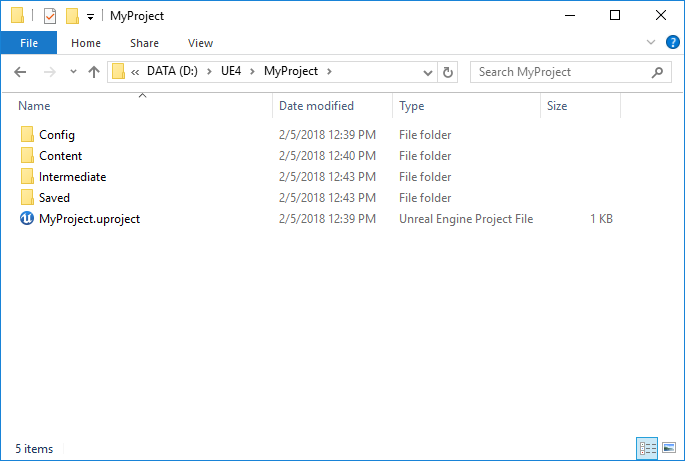 MyProject
File Home Share View
« DATA (D:) > UE4 > MyProject > Search MyProject
Name Date modified Type Size
Config 2/5/2018 12:39 PM File folder
Content 2/5/2018 12:40 PM File folder
Intermediate 2/5/2018 12:43 PM File folder
Saved 2/5/2018 12:43 PM File folder
MyProject.uproject 2/5/2018 12:39 PM Unreal Engine Project File 1 KB
5 items